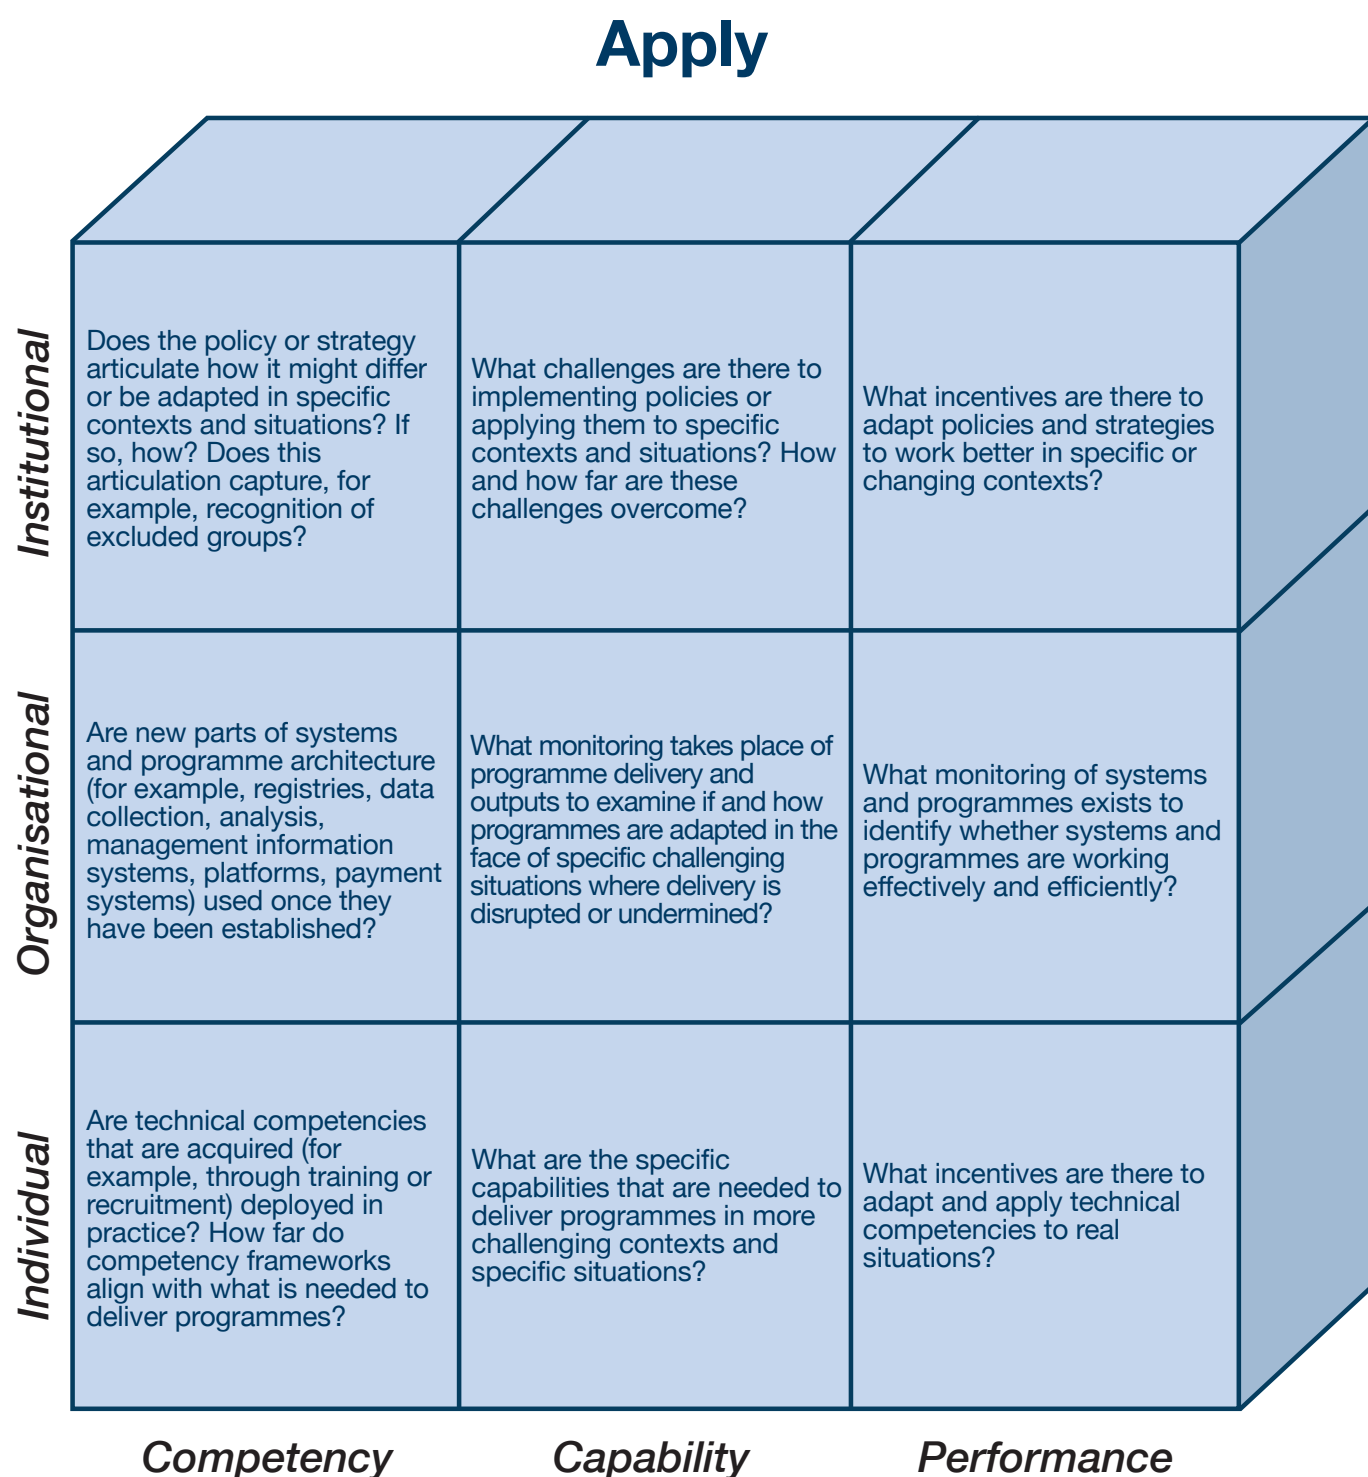 Apply
Institutional
Does the policy or strategy
articulate how it might differ
or be adapted in specific
contexts and situations? If
so, how? Does this
articulation capture, for
example, recognition of
excluded groups?
What challenges are there to
implementing policies or
applying them to specific
contexts and situations? How
and how far are these
challenges overcome?
What incentives are there to
adapt policies and strategies
to work better in specific or
changing contexts?
Organisational
Are new parts of systems
and programme architecture
(for example, registries, data
collection, analysis,
management information
systems, platforms, payment
systems) used once they
have been established?
What monitoring takes place of
programme delivery and
outputs to examine if and how
programmes are adapted in the
face of specific challenging
situations where delivery is
disrupted or undermined?
What monitoring of systems
and programmes exists to
identify whether systems and
programmes are working
effectively and efficiently?
Individual
Are technical competencies
that are acquired (for
example, through training or
recruitment) deployed in
practice? How far do
competency frameworks
align with what is needed to
deliver programmes?
What are the specific
capabilities that are needed to
deliver programmes in more
challenging contexts and
specific situations?
What incentives are there to
adapt and apply technical
competencies to real
situations?
Competency
Capability
Performance